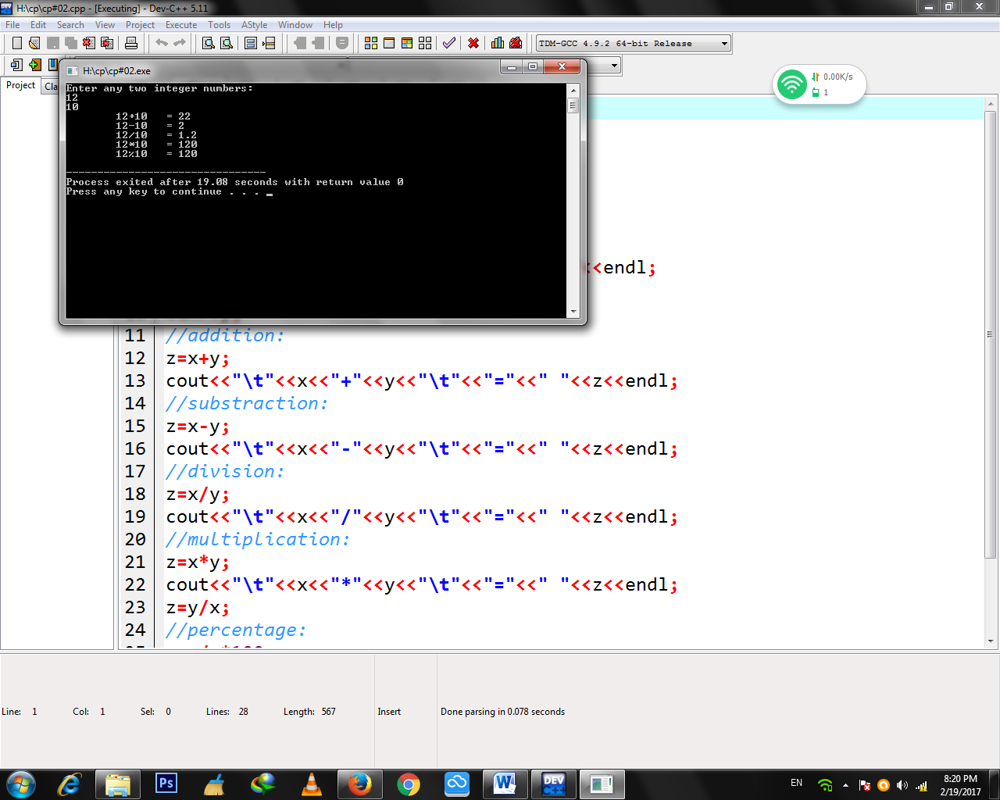 H:\cp\cp#02.cpp - [Executing] - Dev-C++ 5.11
File Edit Search View Project Execute Tools AStyle Window Help
TDM-GCC 4.9.2 64-bit Release
H:\cp\cp#02.exe
Project Cla
0.00K/s
1
Enter any two integer numbers:
12
10
12+10 = 22
12-10 = 2
12/10 = 1.2
12*10 = 120
12%10 = 120
--------------------------------
Process exited after 19.08 seconds with return value 0
Press any key to continue . . . _
<<endl;
11 //addition:
12 z=x+y;
13 cout<<"\t"<<x<<"+"<<y<<"\t"<<"="<<" "<<z<<endl;
14 //substraction:
15 z=x-y;
16 cout<<"\t"<<x<<"-"<<y<<"\t"<<"="<<" "<<z<<endl;
17 //division:
18 z=x/y;
19 cout<<"\t"<<x<<"/"<<y<<"\t"<<"="<<" "<<z<<endl;
20 //multiplication:
21 z=x*y;
22 cout<<"\t"<<x<<"*"<<y<<"\t"<<"="<<" "<<z<<endl;
23 z=y/x;
24 //percentage:
Line: 1 Col: 1 Sel: 0 Lines: 28 Length: 567 Insert Done parsing in 0.078 seconds
Ps
W
DEV C++
EN
8:20 PM
2/19/2017